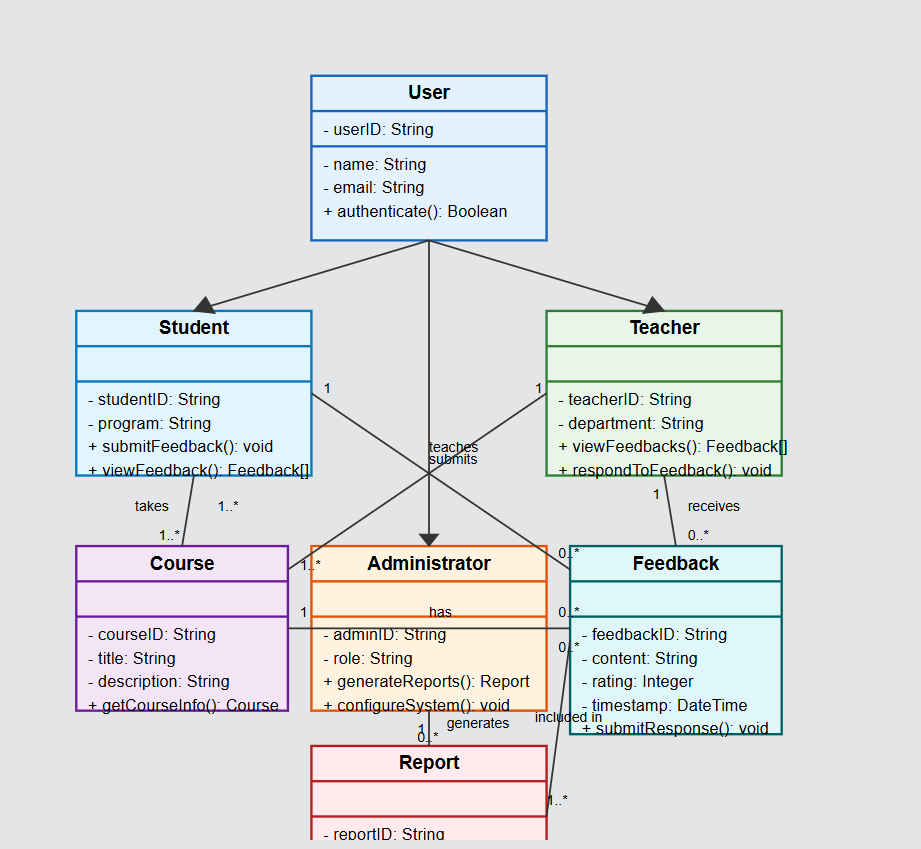 User
- userID: String
- name: String
- email: String
+ authenticate(): Boolean
Student
- studentID: String
- program: String
+ submitFeedback(): void
+ viewFeedback(): Feedback[]
Teacher
- teacherID: String
- department: String
+ viewFeedbacks(): Feedback[]
+ respondToFeedback(): void
1
1
teaches
submits
takes
1..*
1..*
1
receives
0..*
Course
- courseID: String
- title: String
- description: String
+ getCourseInfo(): Course
1..*
1
Administrator
has
- adminID: String
- role: String
+ generateReports(): Report
+ configureSystem(): void
0..*
0..*
0..*
Feedback
- feedbackID: String
- content: String
- rating: Integer
- timestamp: DateTime
+ submitResponse(): void
1
generates
0..*
included in
1..*
Report
- reportID: String